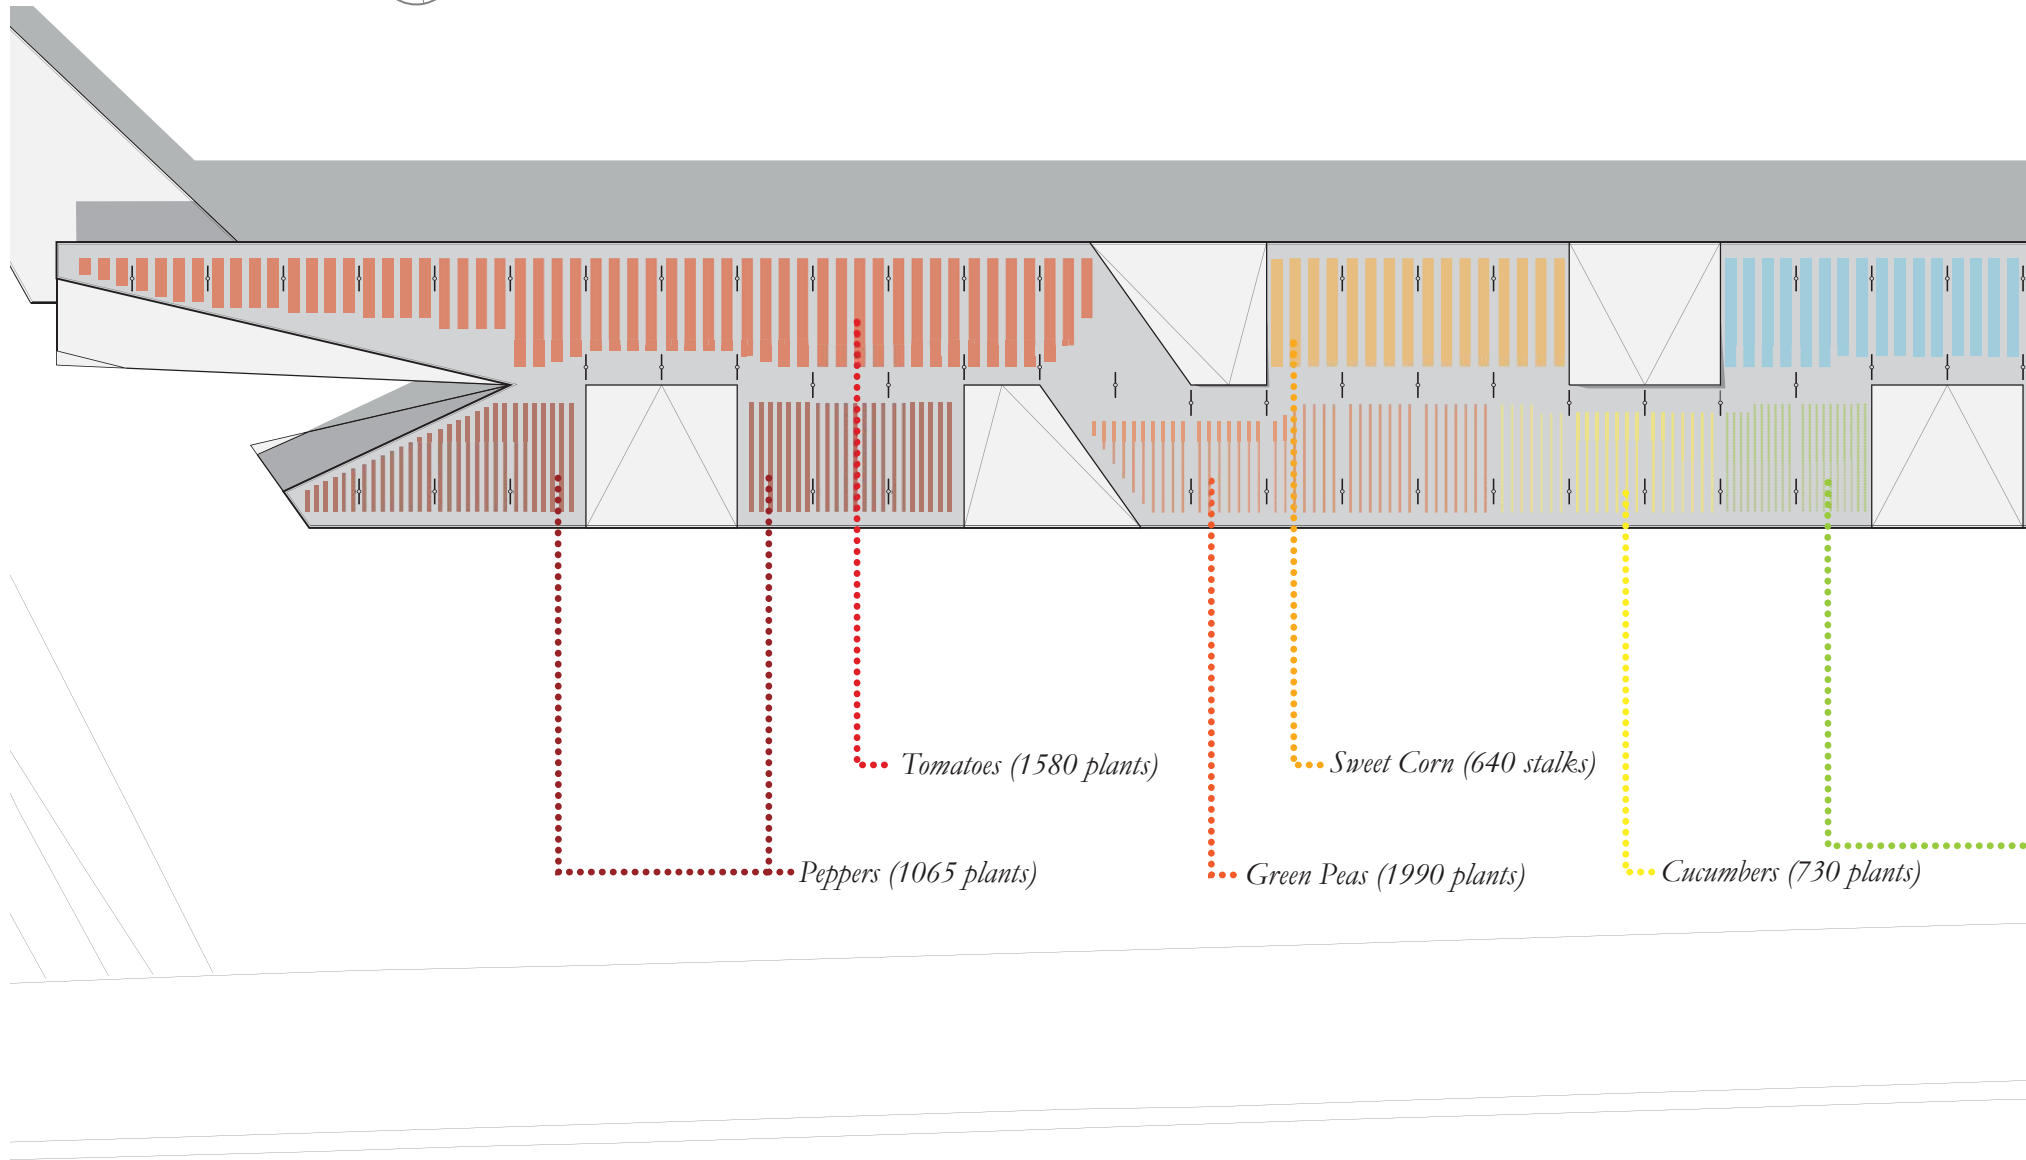 Tomatoes (1580 plants)
Sweet Corn (640 stalks)
Peppers (1065 plants)
Green Peas (1990 plants)
Cucumbers (730 plants)